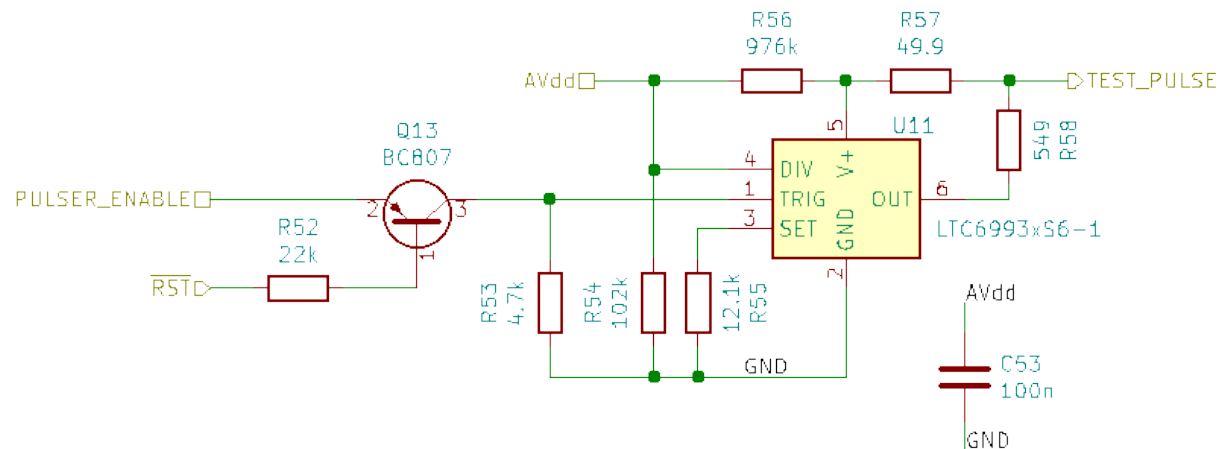 R56
976k
R57
49.9
AVdd
TEST_PULSE
Q13
BC807
U11
5
V+
549
R58
PULSER_ENABLE
2
3
4
DIV
1
TRIG
OUT
6
3
SET
GND
LTC6993xS6-1
R52
22k
1
2
RST
R53
4.7k
R54
102k
12.1k
R55
GND
AVdd
C53
100n
GND